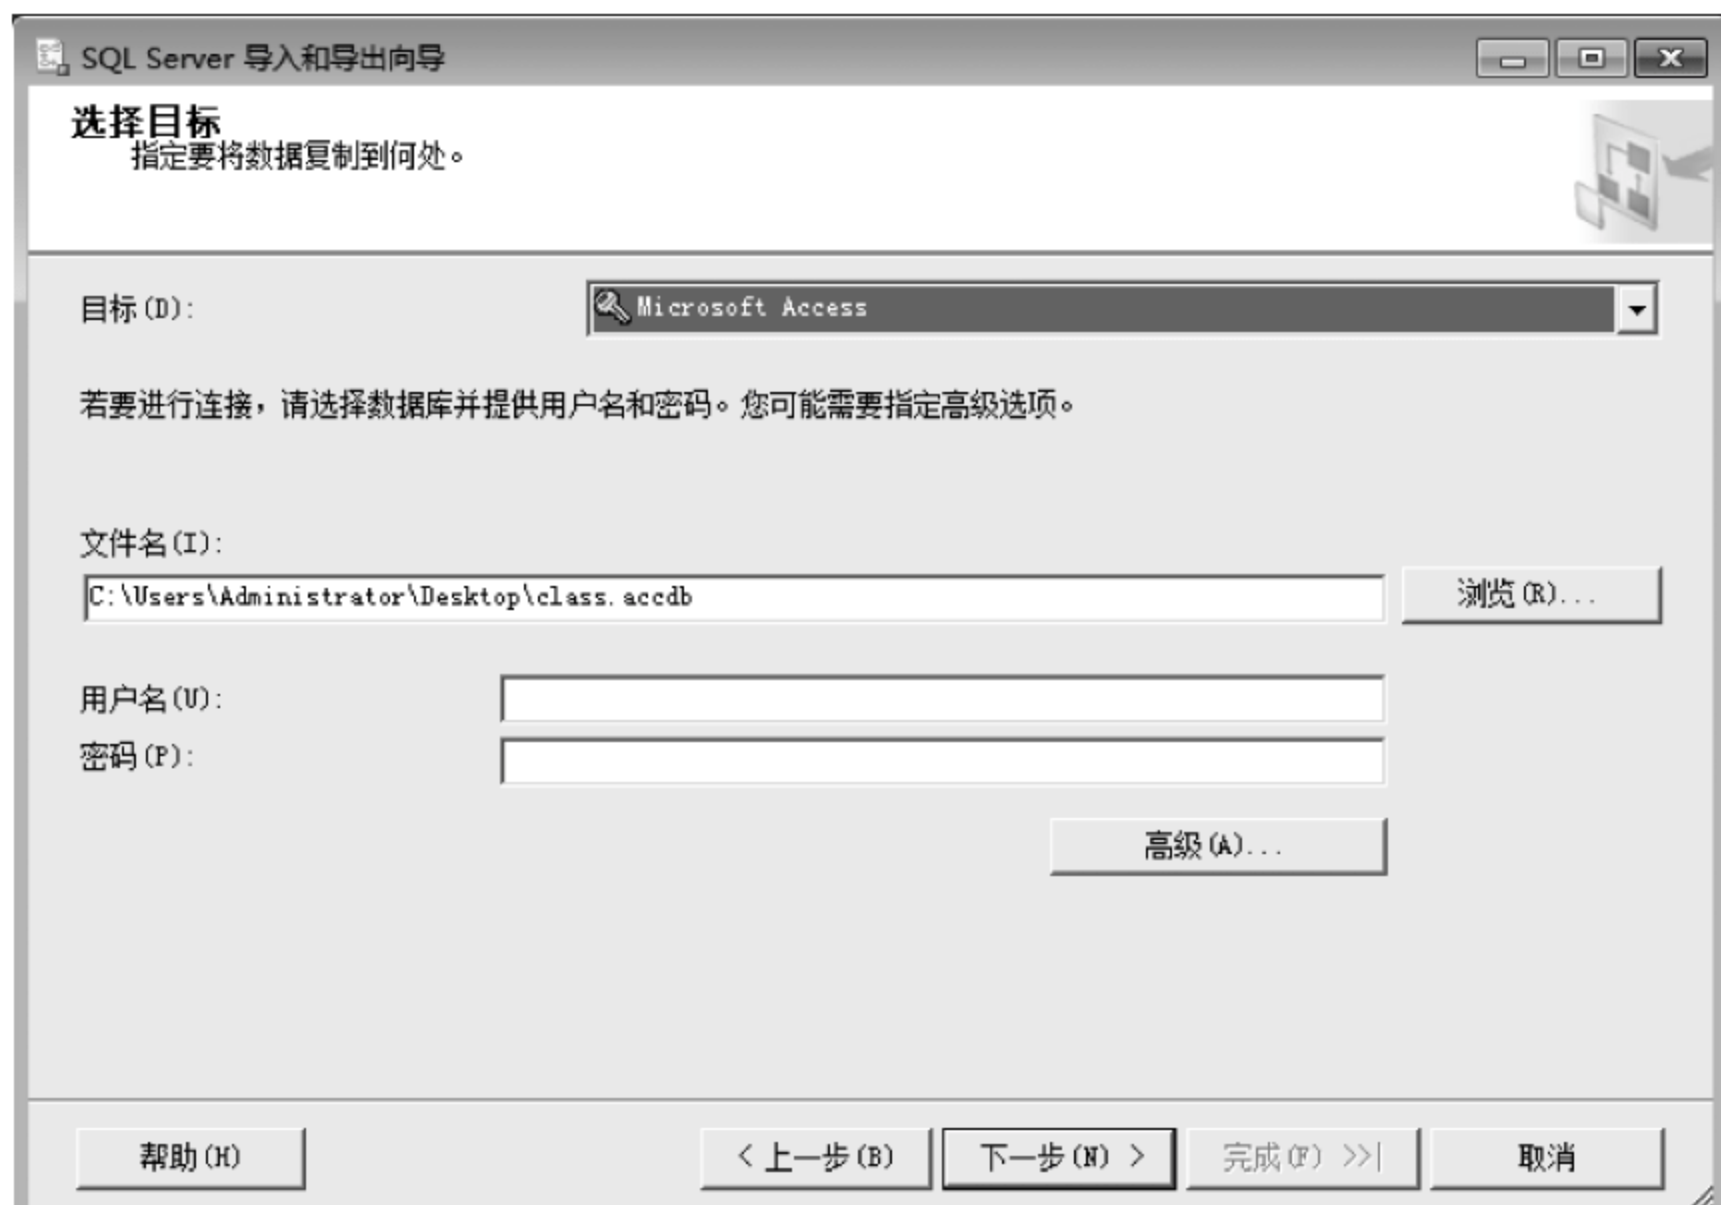 SQL Server 导入和导出向导
选择目标
指定要将数据复制到何处。
目标(D):
Microsoft Access
若要进行连接，请选择数据库并提供用户名和密码。您可能需要指定高级选项。
文件名(I):
C:\Users\Administrator\Desktop\class.accdb
浏览(R)...
用户名(U):
密码(P):
高级(A)...
帮助(H)
< 上一步(B)
下一步(N) >
完成(F) >>|
取消